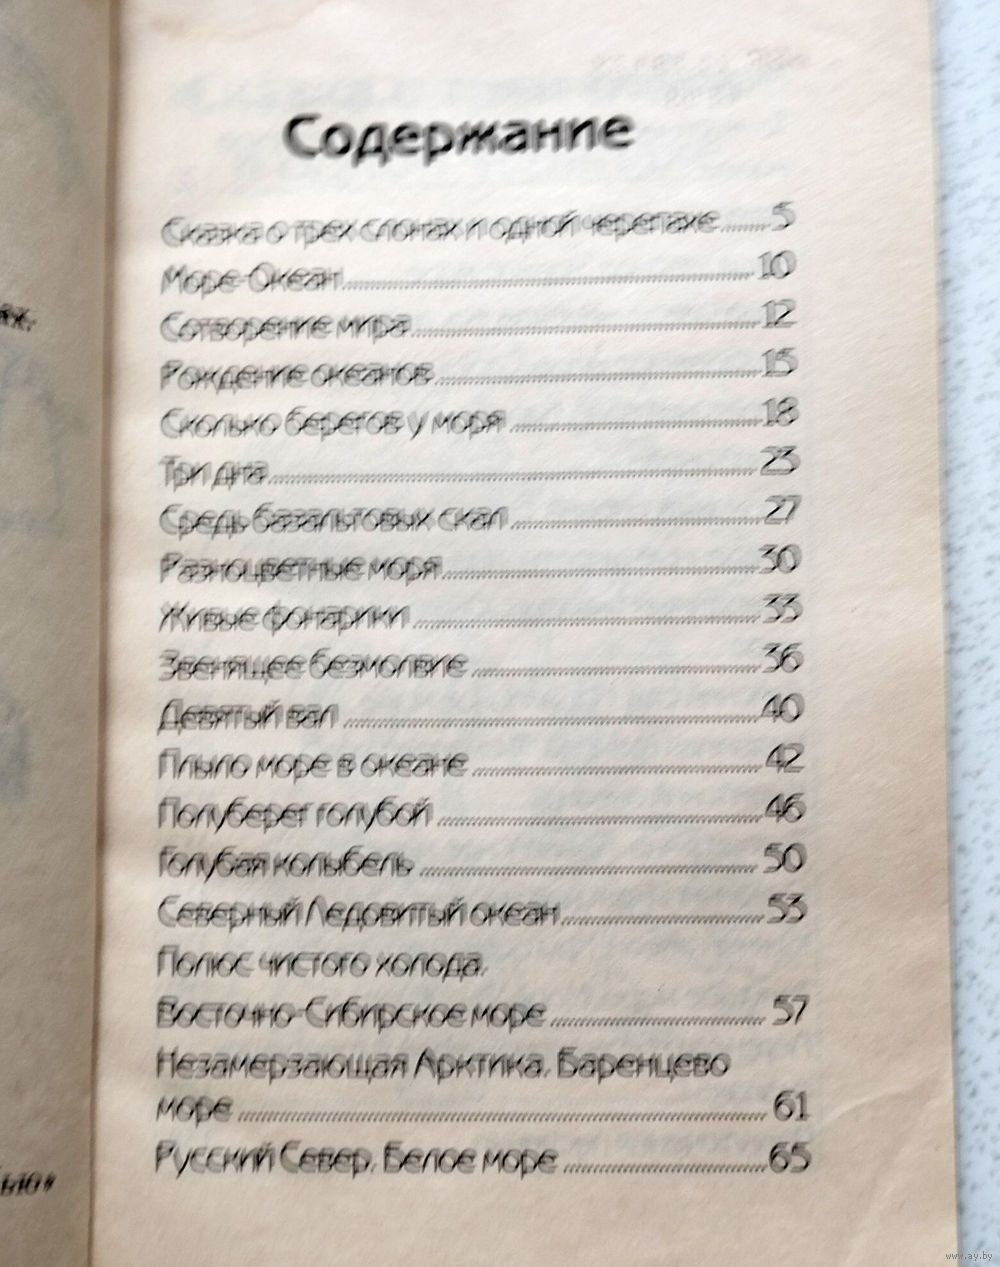 Содержание
Сказка о трех слонах и одной черепахе........5
Море-Океан........10
Сотворение мира........12
Рождение океанов........15
Сколько берегов у моря........18
Три дна........23
Средь базальтовых скал........27
Разноцветные моря........30
Живые фонарики........33
Звенящее безмолвие........36
Девятый вал........40
Плыло море в океане........42
Полуберег голубой........46
Голубая колыбель........50
Северный Ледовитый океан........53
Полюс чистого холода.
Восточно-Сибирское море........57
Незамерзающая Арктика. Баренцево
море........61
Русский Север. Белое море........65
www.ay.by